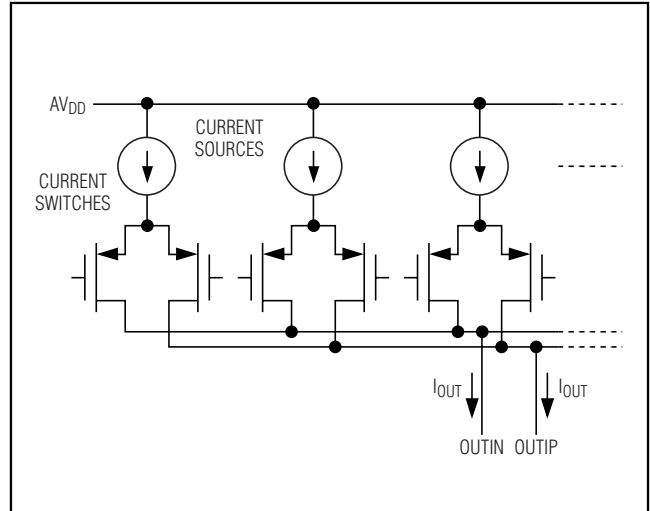 AVDD
CURRENT
SOURCES
CURRENT
SWITCHES
IOUT IOUT
OUTIN OUTIP